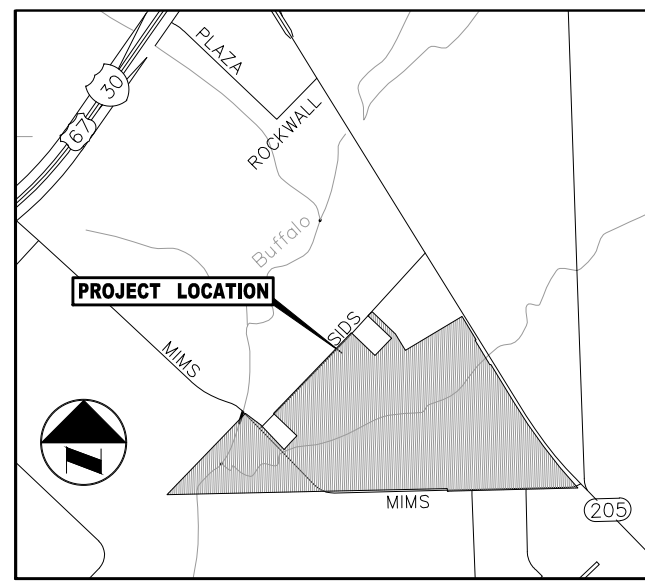 PLAZA
30
67
ROCKWALL
Buffalo
PROJECT LOCATION
SIDS
MIMS
N
MIMS
205